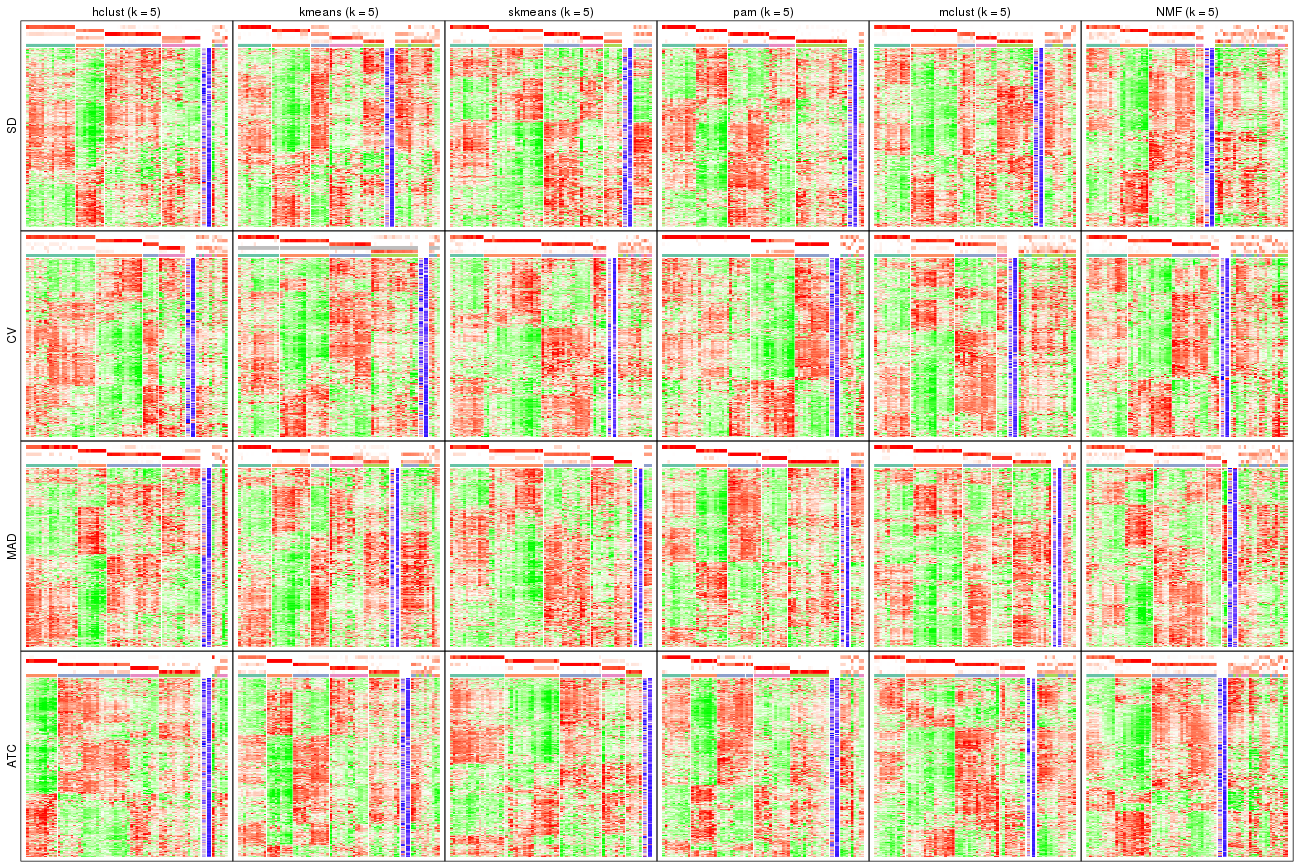 hclust (k = 5)
kmeans (k = 5)
skmeans (k = 5)
pam (k = 5)
mclust (k = 5)
NMF (k = 5)
SD
CV
MAD
ATC